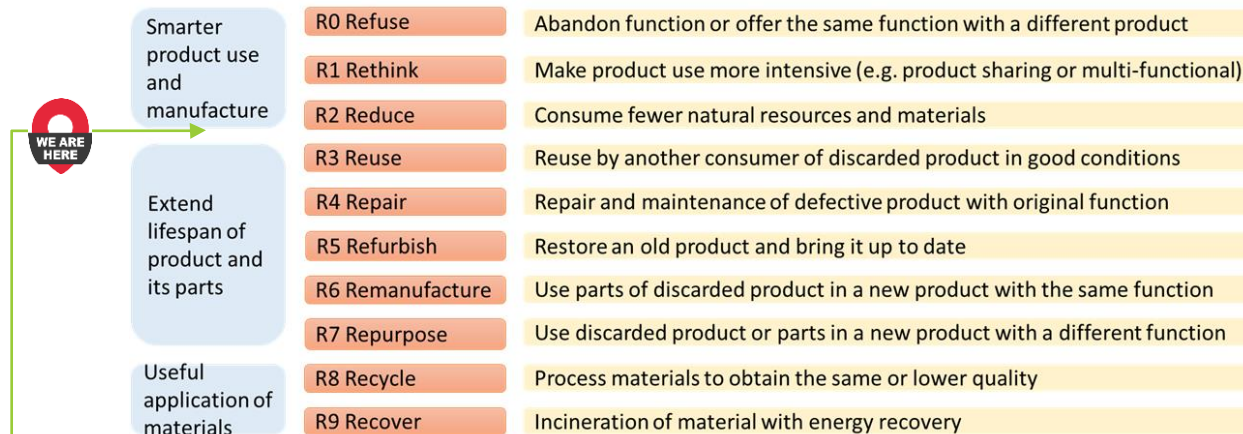 Smarter
product use
and
manufacture
R0 Refuse
Abandon function or offer the same function with a different product
R1 Rethink
Make product use more intensive (e.g. product sharing or multi-functional)
R2 Reduce
Consume fewer natural resources and materials
WE ARE
HERE
Extend
lifespan of
product and
its parts
R3 Reuse
Reuse by another consumer of discarded product in good conditions
R4 Repair
Repair and maintenance of defective product with original function
R5 Refurbish
Restore an old product and bring it up to date
R6 Remanufacture
Use parts of discarded product in a new product with the same function
R7 Repurpose
Use discarded product or parts in a new product with a different function
Useful
application of
materials
R8 Recycle
Process materials to obtain the same or lower quality
R9 Recover
Incineration of material with energy recovery